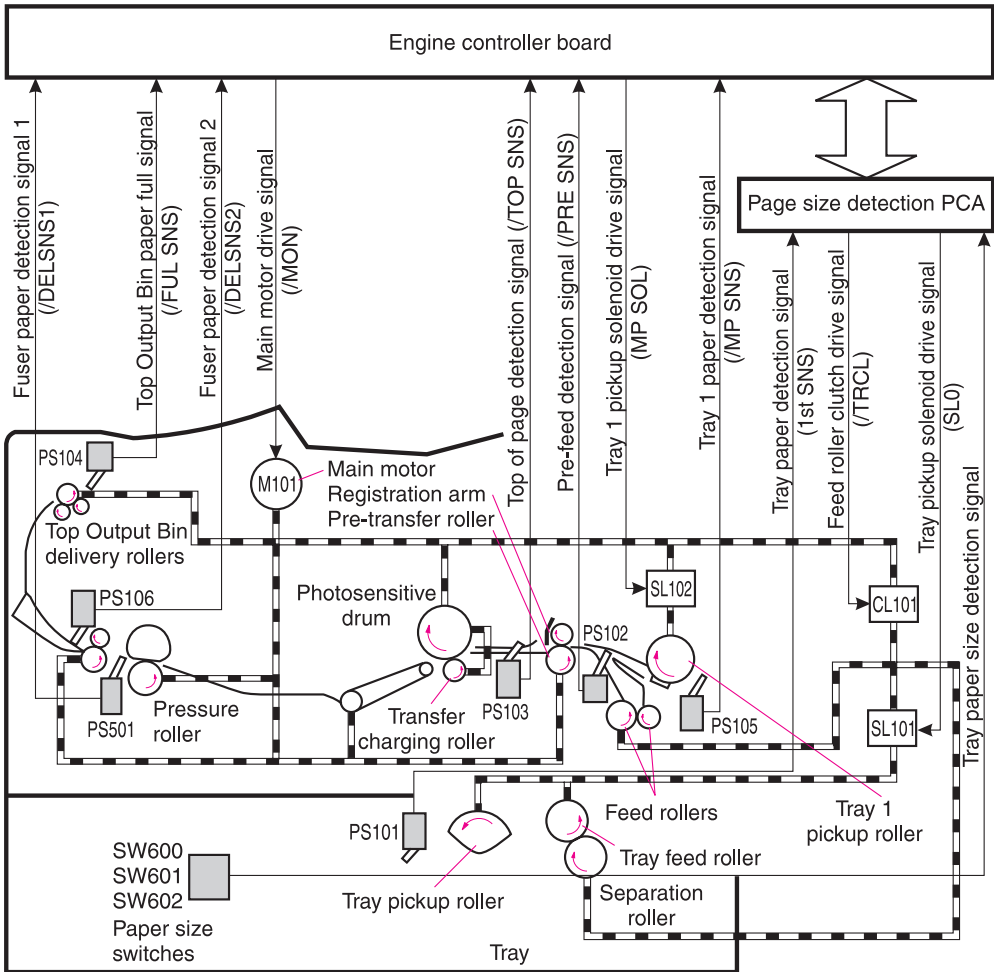 Engine controller board
Fuser paper detection signal 1
(/DELSNS1)
Top Output Bin paper full signal
(/FUL SNS)
Fuser paper detection signal 2
(/DELSNS2)
Main motor drive signal
(/MON)
Top of page detection signal (/TOP SNS)
Pre-feed detection signal (/PRE SNS)
Tray 1 pickup solenoid drive signal
(MP SOL)
Tray 1 paper detection signal
(/MP SNS)
Page size detection PCA
Tray paper detection signal
(1st SNS)
Feed roller clutch drive signal
(/TRCL)
Tray pickup solenoid drive signal
(SL0)
Tray paper size detection signal
PS104
M101
Main motor
Registration arm
Pre-transfer roller
Top Output Bin
delivery rollers
PS106
Photosensitive
drum
SL102
CL101
PS102
PS501
Pressure
roller
Transfer
charging roller
PS103
PS105
SL101
Feed rollers
Tray 1
pickup roller
PS101
Tray feed roller
SW600
SW601
SW602
Paper size
switches
Tray pickup roller
Separation
roller
Tray